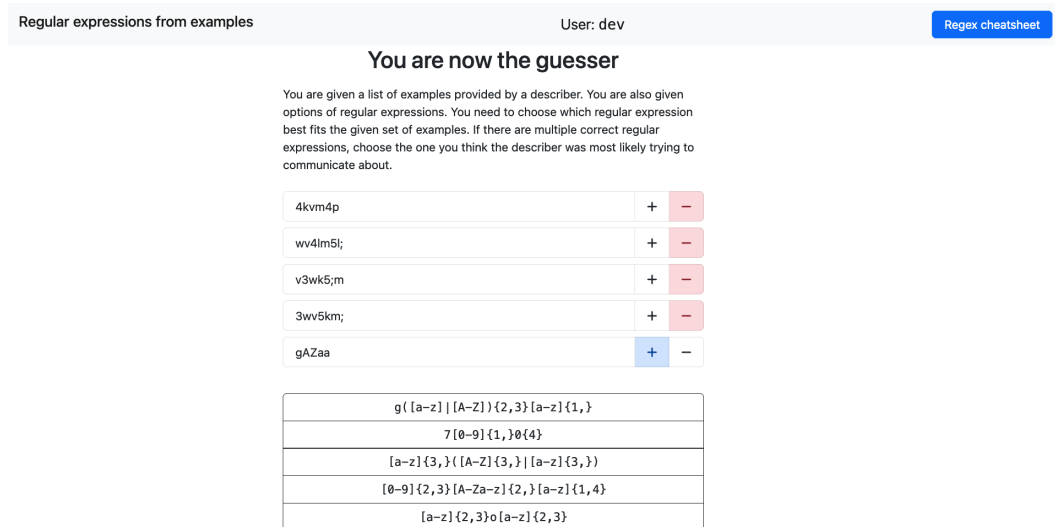 Regular expressions from examples
User: dev
Regex cheatsheet
You are now the guesser
You are given a list of examples provided by a describer. You are also given
options of regular expressions. You need to choose which regular expression
best fits the given set of examples. If there are multiple correct regular
expressions, choose the one you think the describer was most likely trying to
communicate about.
4kvm4p + −
wv4lm5l; + −
v3wk5;m + −
3wv5km; + −
gAZaa + −
g([a-z]|[A-Z]){2,3}[a-z]{1,}
7[0-9]{1,}0{4}
[a-z]{3,}([A-Z]{3,}|[a-z]{3,})
[0-9]{2,3}[A-Za-z]{2,}[a-z]{1,4}
[a-z]{2,3}o[a-z]{2,3}